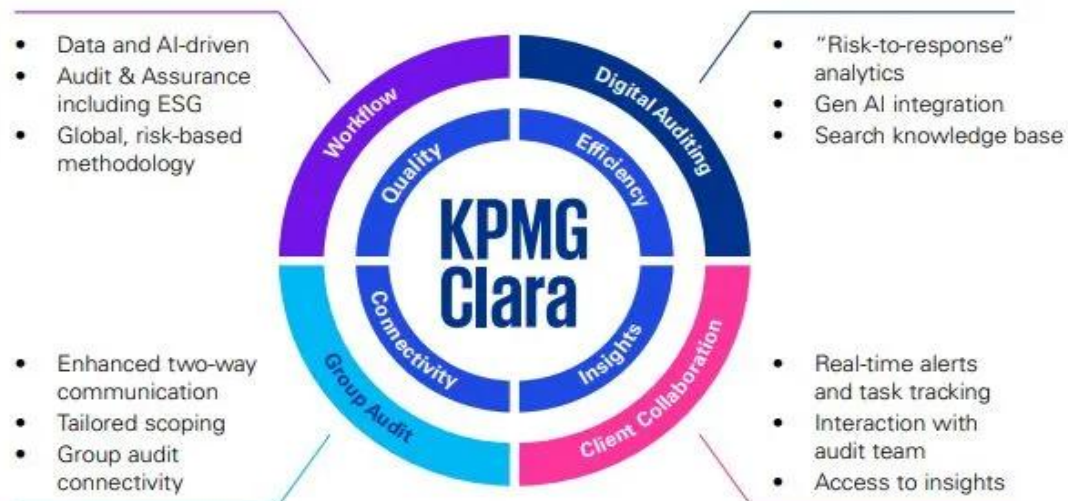 • Data and AI-driven
• Audit & Assurance
including ESG
• Global, risk-based
methodology
Workflow
Digital Auditing
• “Risk-to-response”
analytics
• Gen AI integration
• Search knowledge base
Quality
Efficiency
KPMG
Clara
Connectivity
Insights
• Enhanced two-way
communication
• Tailored scoping
• Group audit
connectivity
Group Audit
Client Collaboration
• Real-time alerts
and task tracking
• Interaction with
audit team
• Access to insights